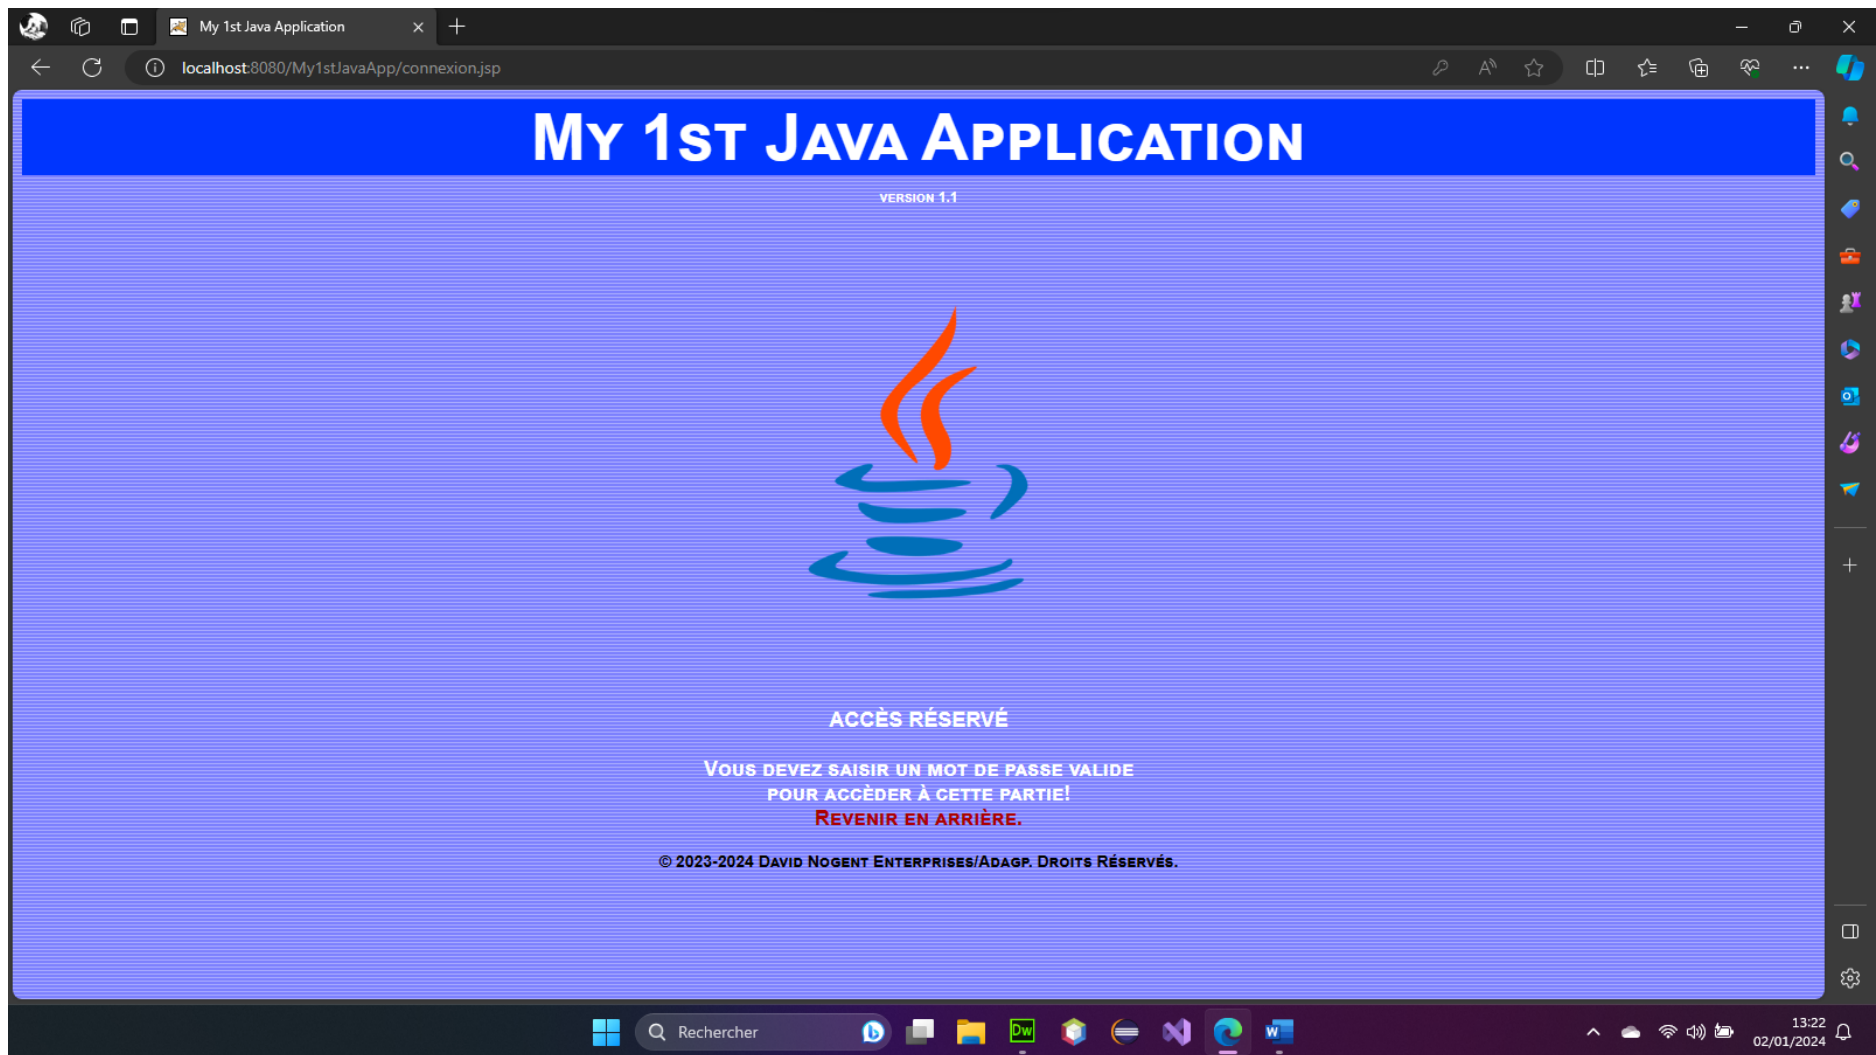 My 1st Java Application
localhost:8080/My1stJavaApp/connexion.jsp
My 1st Java Application
version 1.1
ACCÈS RÉSERVÉ
Vous devez saisir un mot de passe valide
pour accèder à cette partie!
Revenir en arrière.
© 2023-2024 David Nogent Enterprises/Adagp. Droits Réservés.
Rechercher
Dw
W
13:22
02/01/2024